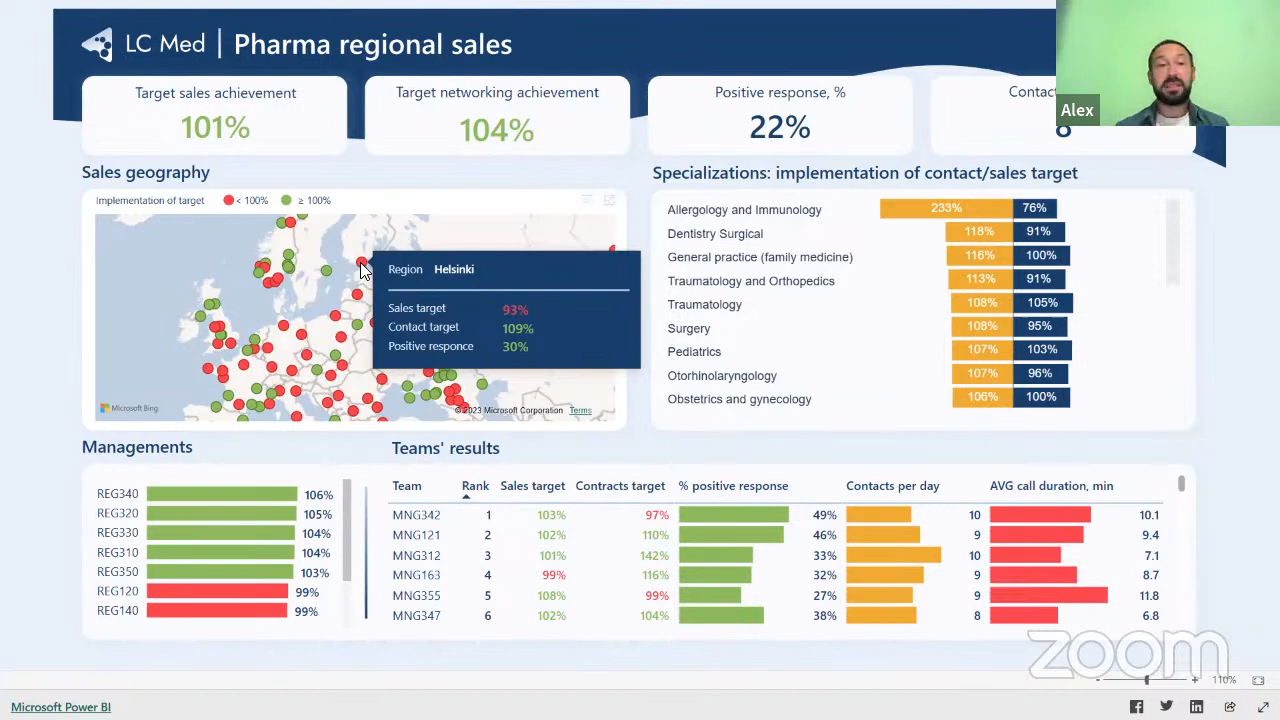 LC Med | Pharma regional sales
Target sales achievement
101%
Target networking achievement
104%
Positive response, %
22%
Alex
Sales geography
Implementation of target < 100% ≥ 100%
Region Helsinki
Sales target 93%
Contact target 109%
Positive responce 30%
Microsoft Bing
© 2023 Microsoft Corporation Terms
Specializations: implementation of contact/sales target
Allergology and Immunology 233% 76%
Dentistry Surgical 118% 91%
General practice (family medicine) 116% 100%
Traumatology and Orthopedics 113% 91%
Traumatology 108% 105%
Surgery 108% 95%
Pediatrics 107% 103%
Otorhinolaryngology 107% 96%
Obstetrics and gynecology 106% 100%
Managements
REG340 106%
REG320 105%
REG330 104%
REG310 104%
REG350 103%
REG120 99%
REG140 99%
Teams' results
Team Rank Sales target Contracts target % positive response Contacts per day AVG call duration, min
MNG342 1 103% 97% 49% 10 10.1
MNG121 2 102% 110% 46% 9 9.4
MNG312 3 101% 142% 33% 10 7.1
MNG163 4 99% 116% 32% 9 8.7
MNG355 5 108% 99% 27% 9 11.8
MNG347 6 102% 104% 38% 8 6.8
zoom
- + 110%
Microsoft Power BI